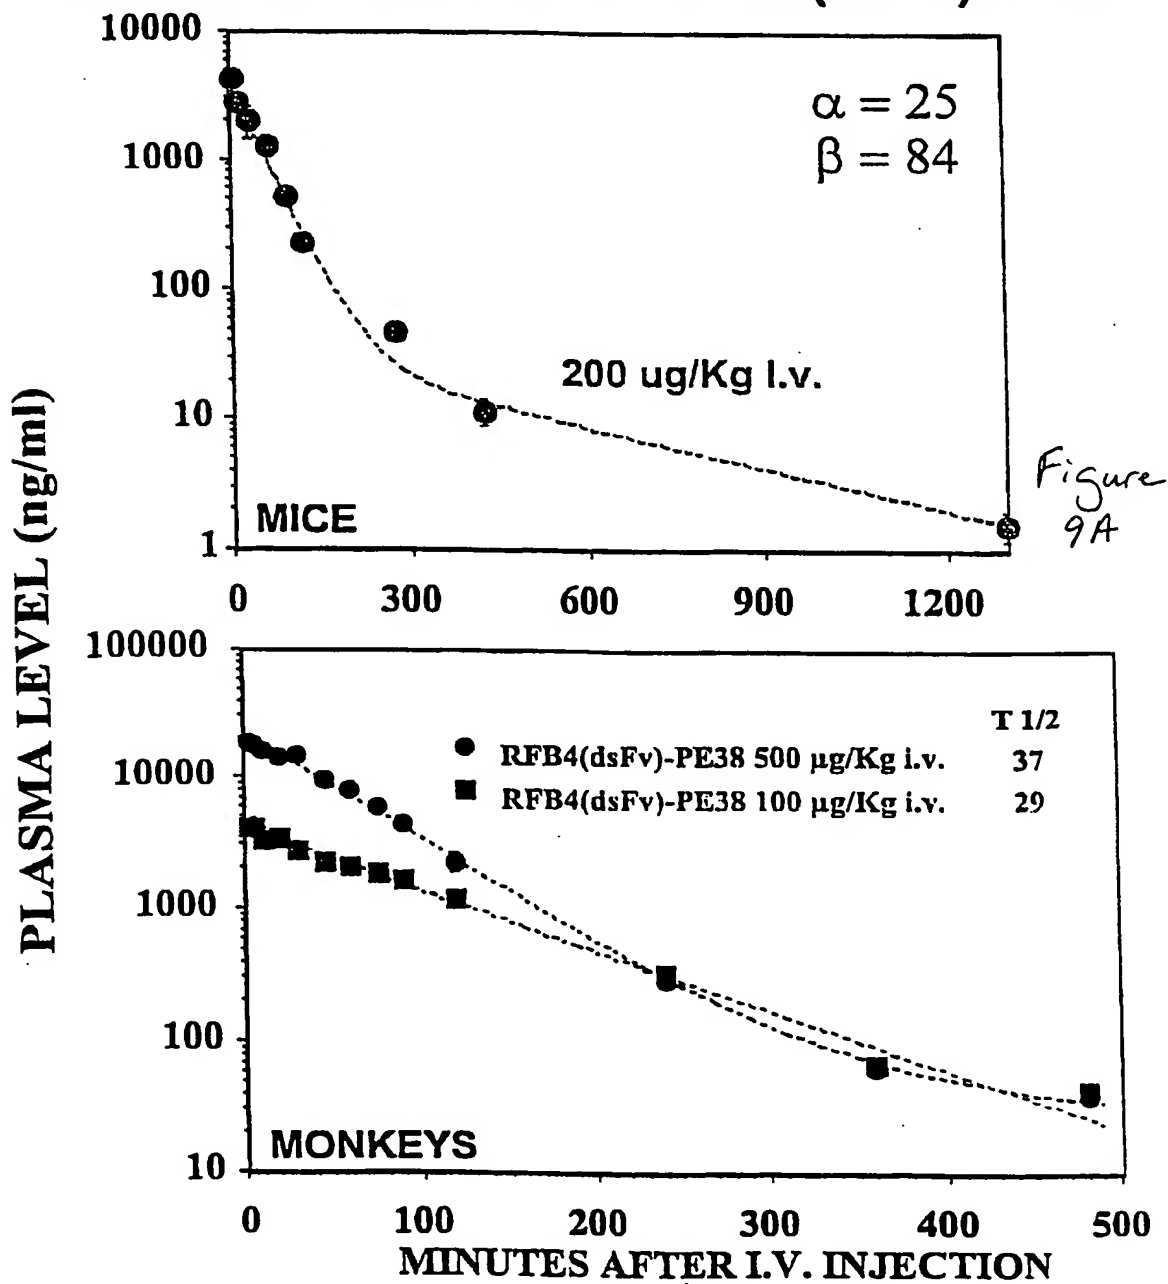 10000
1000
100
10
1
α = 25
β = 84
200 ug/Kg I.v.
MICE
Figure
9A
0 300 600 900 1200
PLASMA LEVEL (ng/ml)
100000
10000
1000
100
10
T 1/2
RFB4(dsFv)-PE38 500 µg/Kg i.v. 37
RFB4(dsFv)-PE38 100 µg/Kg i.v. 29
MONKEYS
0 100 200 300 400 500
MINUTES AFTER I.V. INJECTION